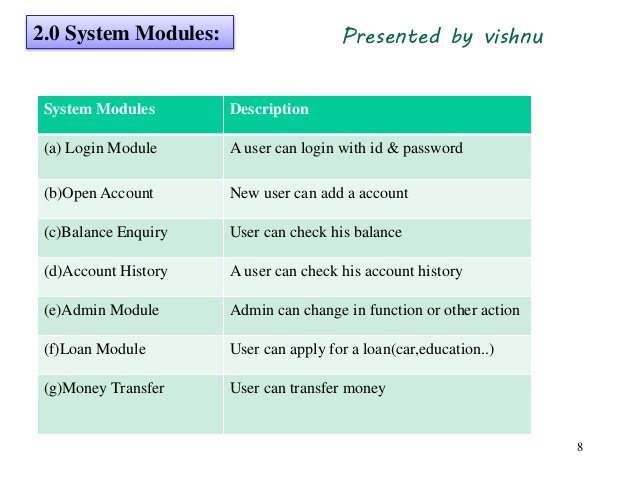 2.0 System Modules:
Presented by vishnu
System Modules Description
(a) Login Module A user can login with id & password
(b)Open Account New user can add a account
(c)Balance Enquiry User can check his balance
(d)Account History A user can check his account history
(e)Admin Module Admin can change in function or other action
(f)Loan Module User can apply for a loan(car,education..)
(g)Money Transfer User can transfer money
8